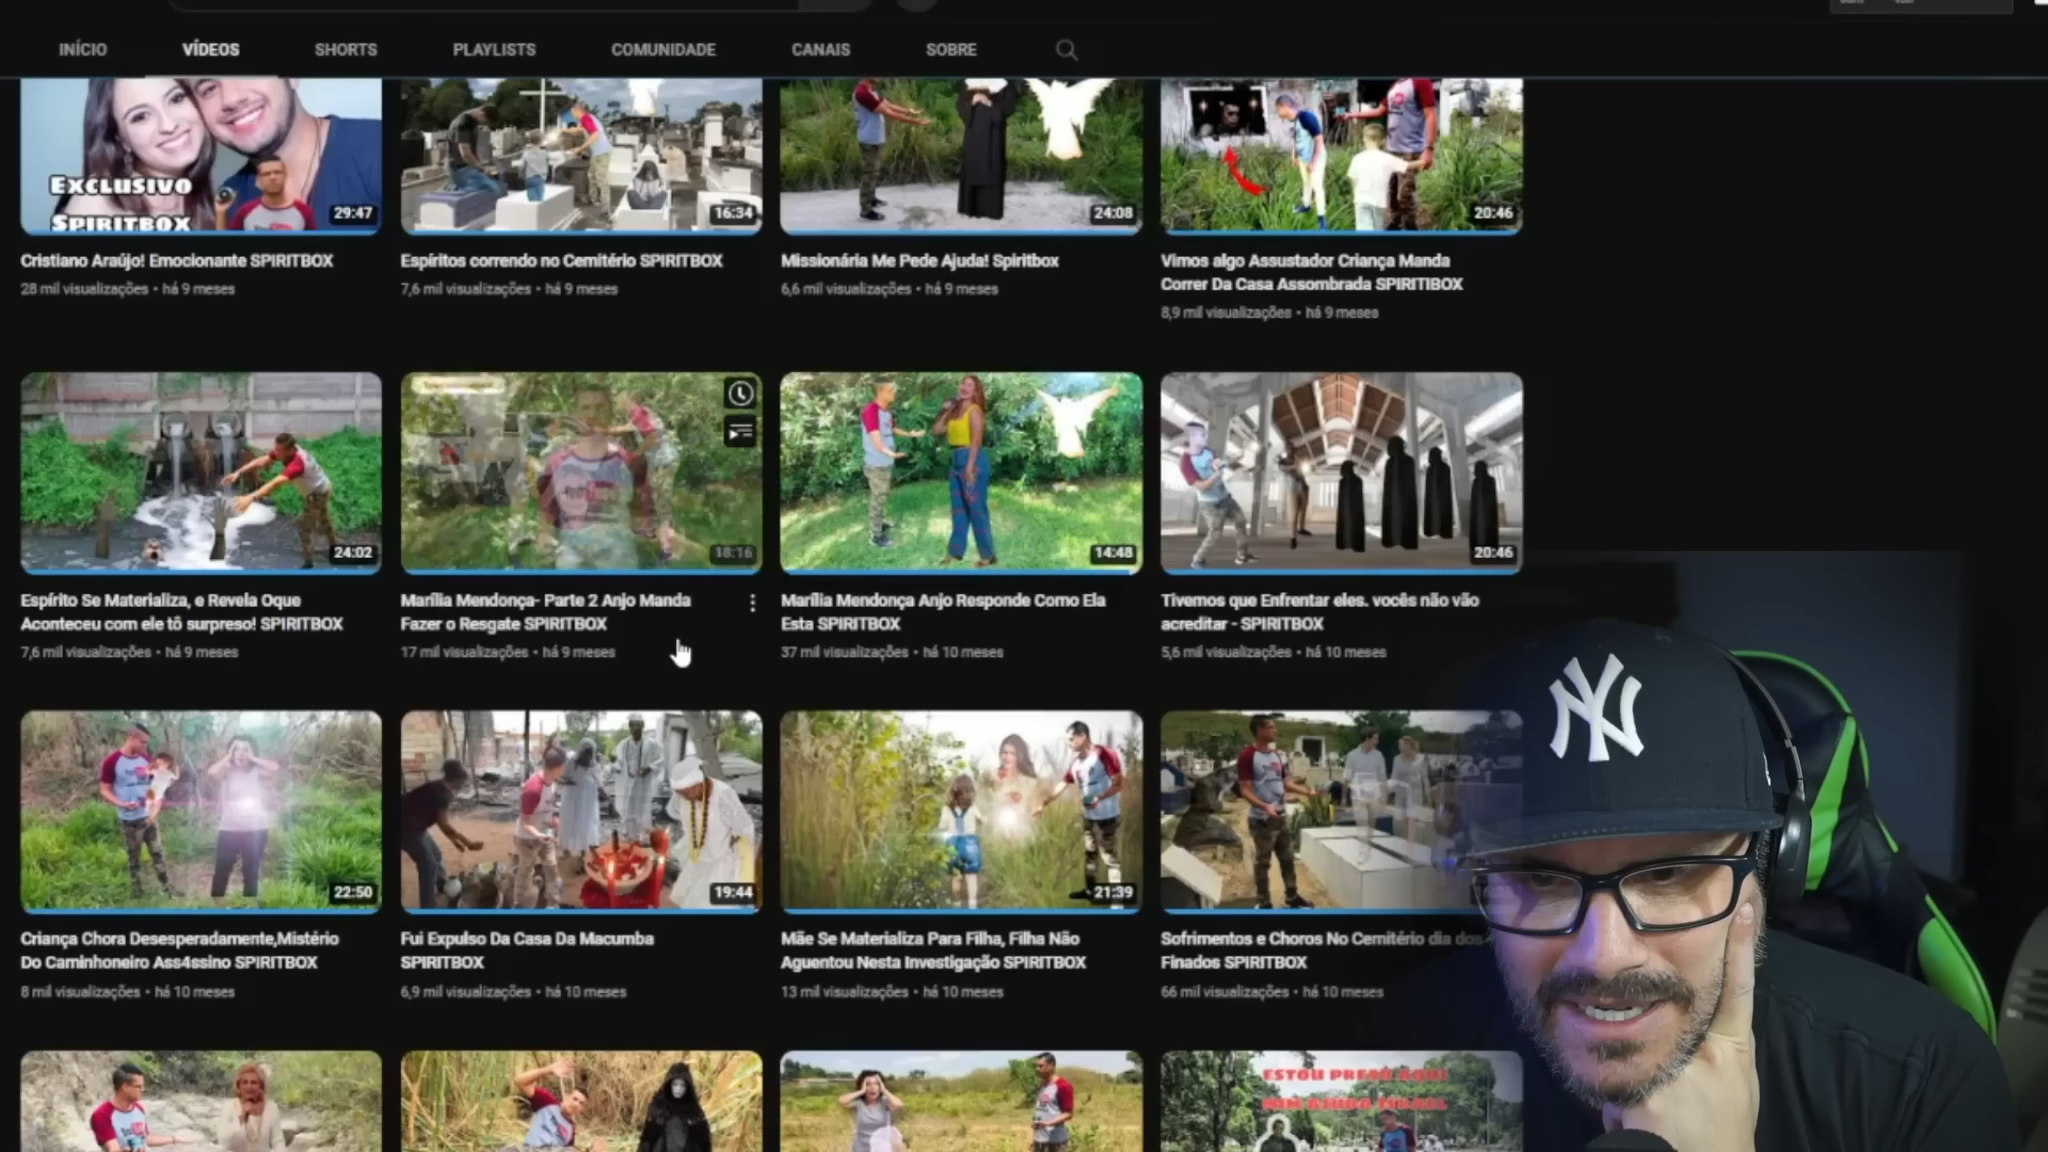 INÍCIO VÍDEOS SHORTS PLAYLISTS COMUNIDADE CANAIS SOBRE
EXCLUSIVO
SPIRITBOX
29:47
16:34
24:08
20:46
Cristiano Araújo! Emocionante SPIRITBOX
28 mil visualizações • há 9 meses
Espíritos correndo no Cemitério SPIRITBOX
7,6 mil visualizações • há 9 meses
Missionária Me Pede Ajuda! Spiritbox
6,6 mil visualizações • há 9 meses
Vimos algo Assustador Criança Manda
Correr Da Casa Assombrada SPIRITIBOX
8,9 mil visualizações • há 9 meses
24:02
18:16
14:48
20:46
Espírito Se Materializa, e Revela Oque
Aconteceu com ele tô surpreso! SPIRITBOX
7,6 mil visualizações • há 9 meses
Marília Mendonça- Parte 2 Anjo Manda
Fazer o Resgate SPIRITBOX
17 mil visualizações • há 9 meses
Marília Mendonça Anjo Responde Como Ela
Esta SPIRITBOX
37 mil visualizações • há 10 meses
Tivemos que Enfrentar eles. vocês não vão
acreditar - SPIRITBOX
5,6 mil visualizações • há 10 meses
NY
22:50
19:44
21:39
Criança Chora Desesperadamente,Mistério
Do Caminhoneiro Ass4ssino SPIRITBOX
8 mil visualizações • há 10 meses
Fui Expulso Da Casa Da Macumba
SPIRITBOX
6,9 mil visualizações • há 10 meses
Mãe Se Materializa Para Filha, Filha Não
Aguentou Nesta Investigação SPIRITBOX
13 mil visualizações • há 10 meses
Sofrimentos e Choros No Cemitério dia dos
Finados SPIRITBOX
66 mil visualizações • há 10 meses
ESTOU PRESO AQUI